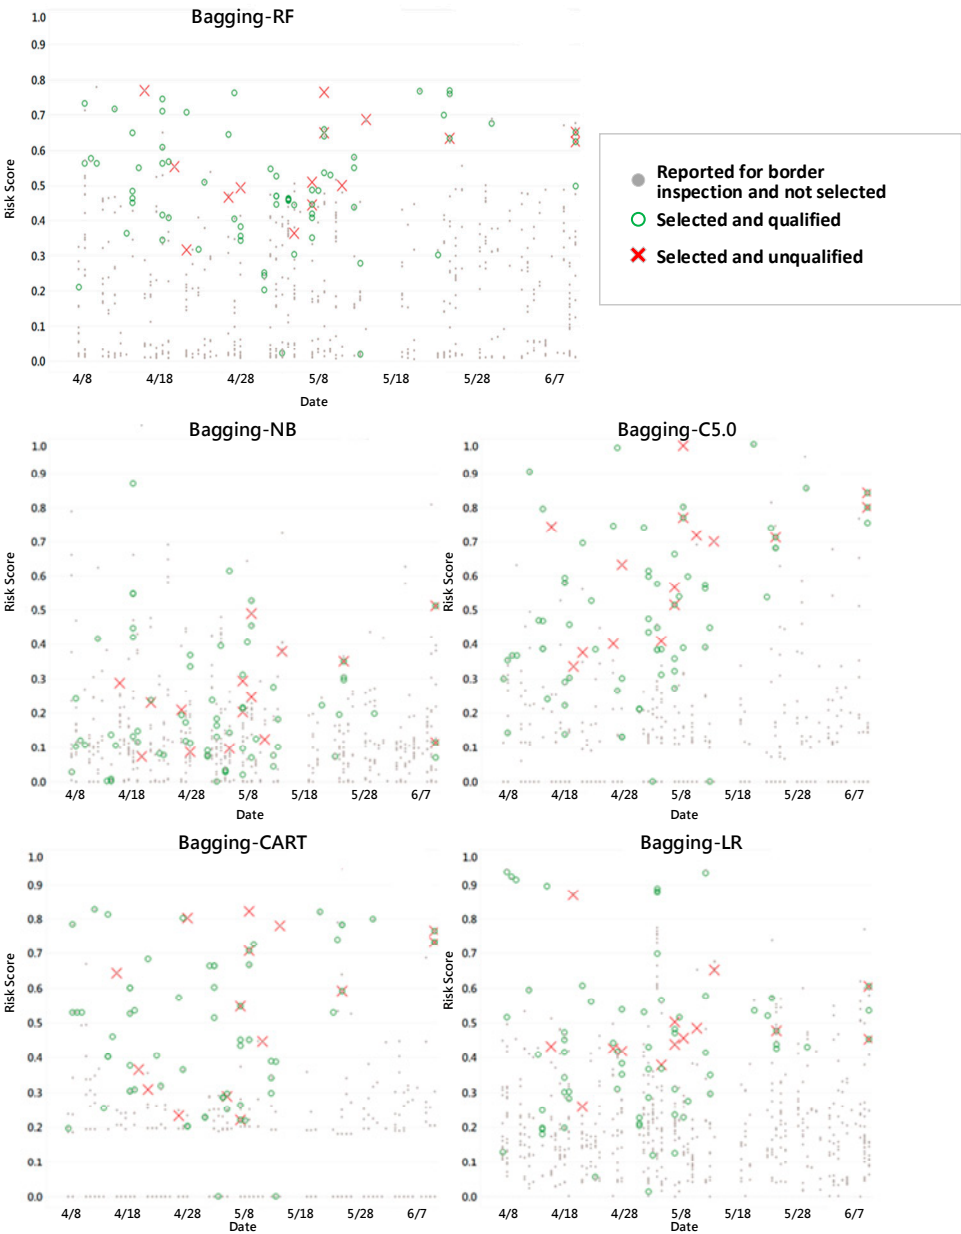 Bagging-RF
1.0
0.9
0.8
0.7
0.6
0.5
0.4
0.3
0.2
0.1
0.0
Risk Score
4/8 4/18 4/28 5/8 5/18 5/28 6/7
Date
Reported for border
inspection and not selected
Selected and qualified
Selected and unqualified
Bagging-NB
1.0
0.9
0.8
0.7
0.6
0.5
0.4
0.3
0.2
0.1
0.0
Risk Score
4/8 4/18 4/28 5/8 5/18 5/28 6/7
Date
Bagging-C5.0
1.0
0.9
0.8
0.7
0.6
0.5
0.4
0.3
0.2
0.1
0.0
Risk Score
4/8 4/18 4/28 5/8 5/18 5/28 6/7
Date
Bagging-CART
1.0
0.9
0.8
0.7
0.6
0.5
0.4
0.3
0.2
0.1
0.0
Risk Score
4/8 4/18 4/28 5/8 5/18 5/28 6/7
Date
Bagging-LR
1.0
0.9
0.8
0.7
0.6
0.5
0.4
0.3
0.2
0.1
0.0
Risk Score
4/8 4/18 4/28 5/8 5/18 5/28 6/7
Date